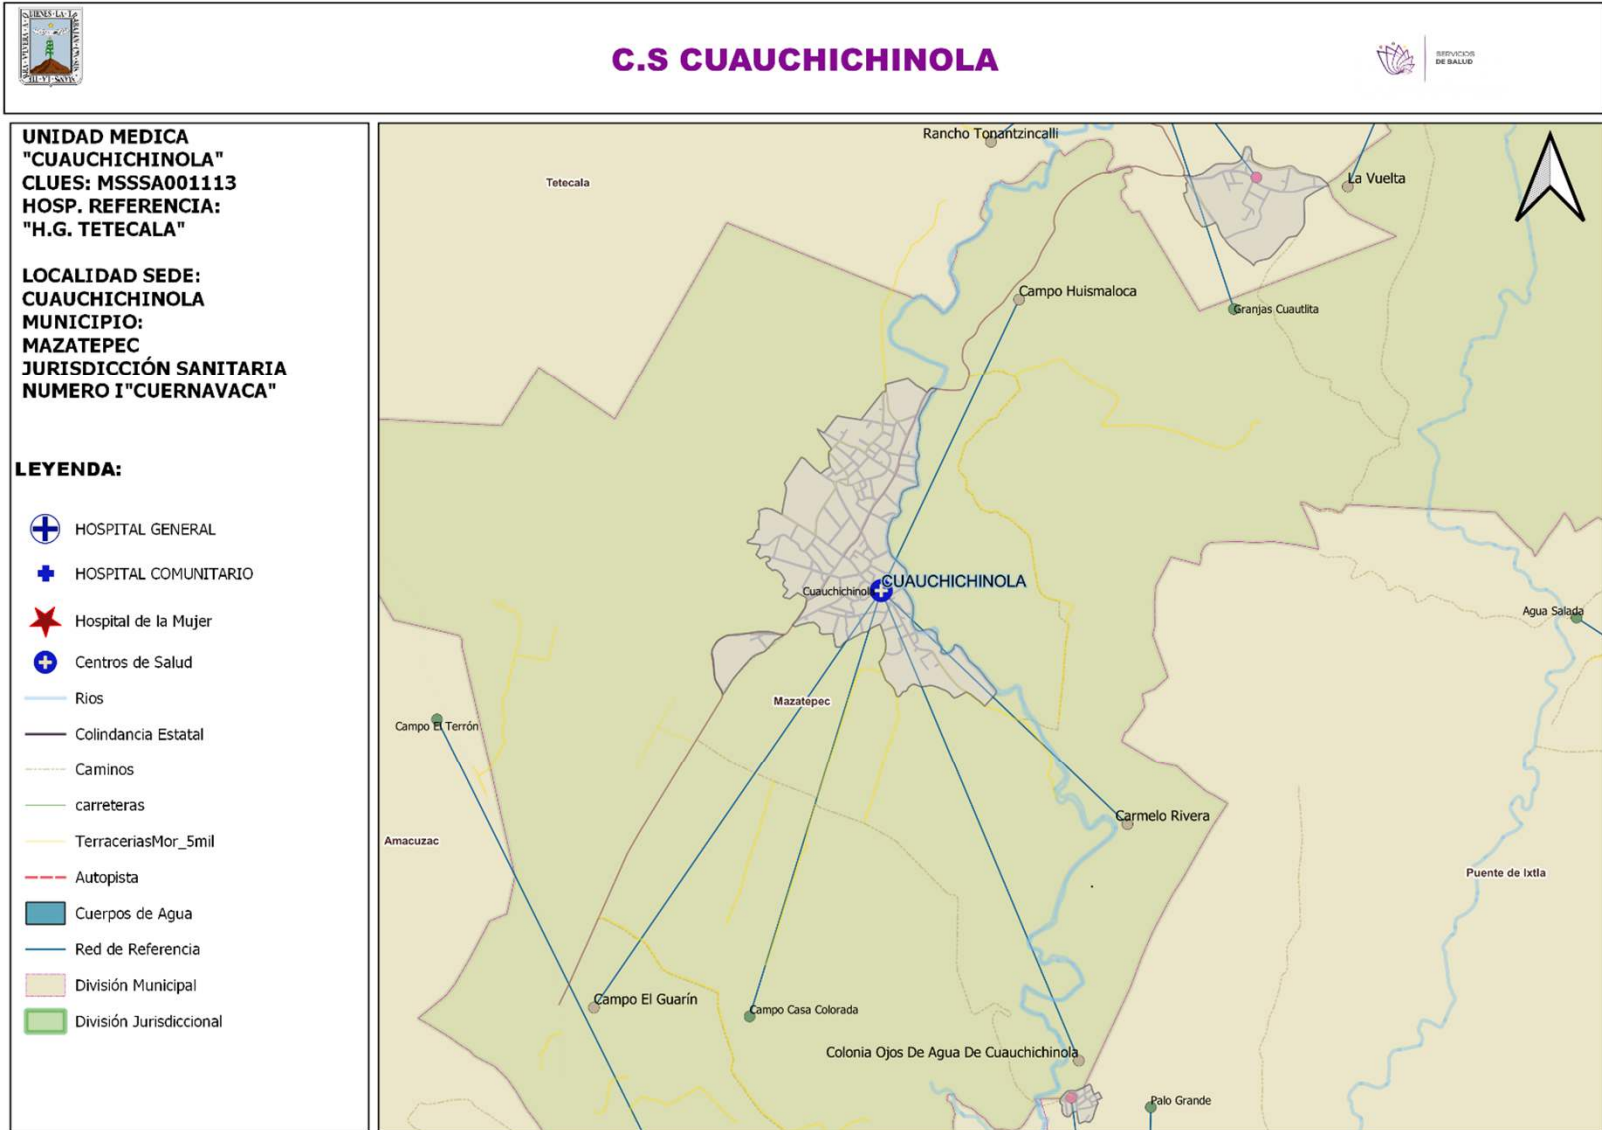 C.S CUAUCHICHINOLA
SERVICIOS
DE SALUD
UNIDAD MEDICA
"CUAUCHICHINOLA"
CLUES: MSSSA001113
HOSP. REFERENCIA:
"H.G. TETECALA"
LOCALIDAD SEDE:
CUAUCHICHINOLA
MUNICIPIO:
MAZATEPEC
JURISDICCIÓN SANITARIA
NUMERO I"CUERNAVACA"
LEYENDA:
HOSPITAL GENERAL
HOSPITAL COMUNITARIO
Hospital de la Mujer
Centros de Salud
Rios
Colindancia Estatal
Caminos
carreteras
TerraceriasMor_5mil
Autopista
Cuerpos de Agua
Red de Referencia
División Municipal
División Jurisdiccional
Rancho Tonantzincalli
Tetecala
La Vuelta
Campo Huismaloca
Granjas Cuautlita
CUAUCHICHINOLA
Cuauchichinola
Agua Salada
Mazatepec
Campo El Terrón
Carmelo Rivera
Amacuzac
Puente de Ixtla
Campo El Guarín
Campo Casa Colorada
Colonia Ojos De Agua De Cuauchichinola
Palo Grande